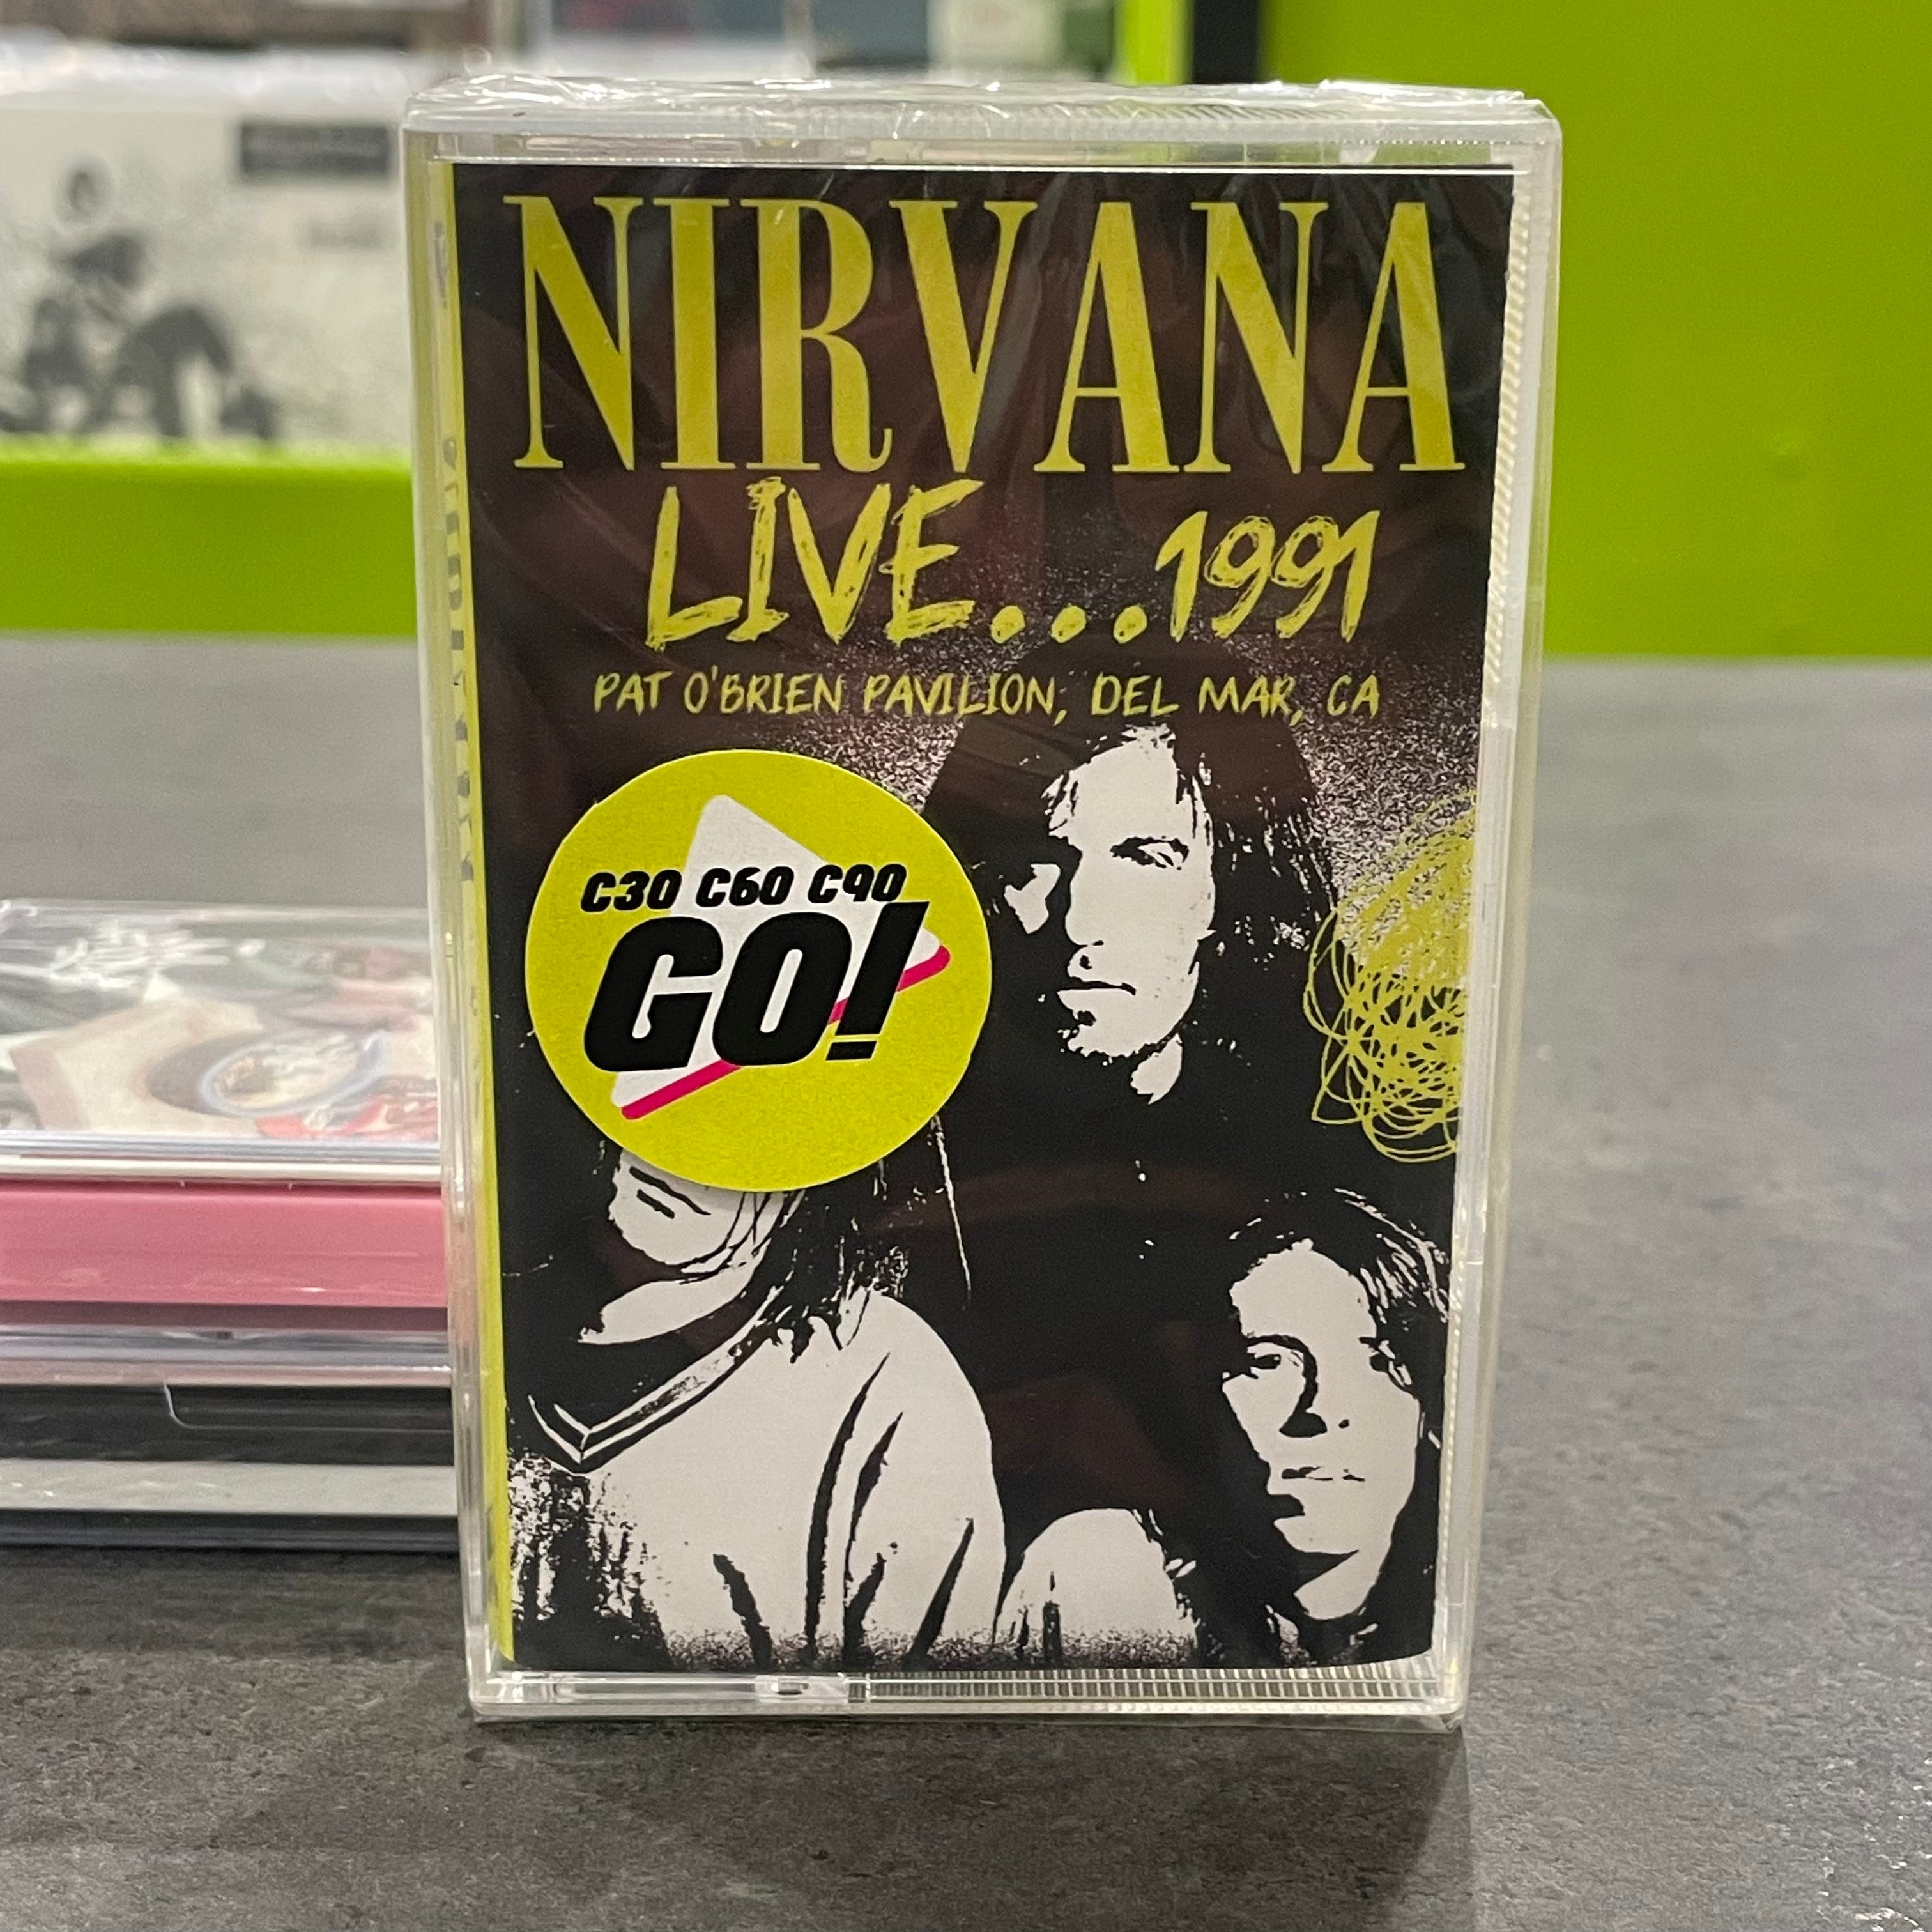 NIRVANA
LIVE...1991
PAT O'BRIEN PAVILION, DEL MAR, CA
C30 C60 C90
GO!